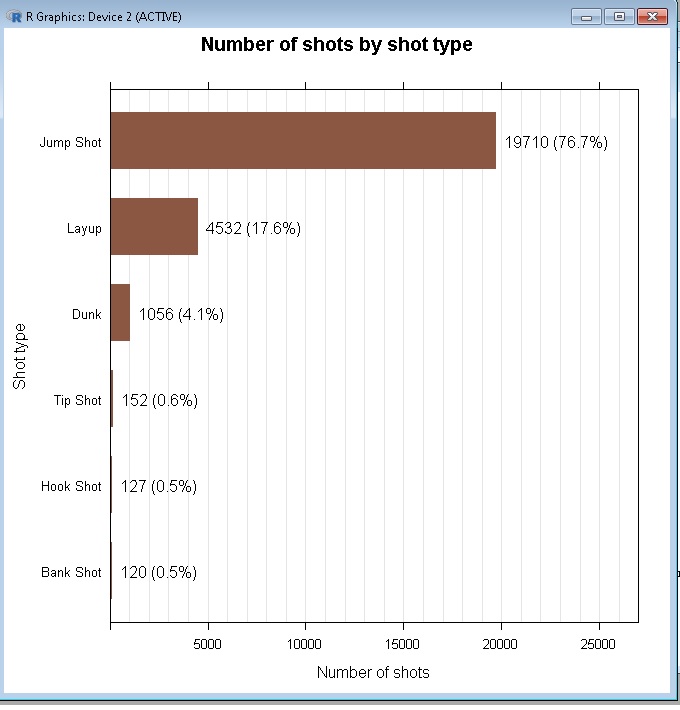 R Graphics: Device 2 (ACTIVE)
Number of shots by shot type
Jump Shot 19710 (76.7%)
Layup 4532 (17.6%)
Dunk 1056 (4.1%)
Tip Shot 152 (0.6%)
Hook Shot 127 (0.5%)
Bank Shot 120 (0.5%)
Shot type
5000 10000 15000 20000 25000
Number of shots